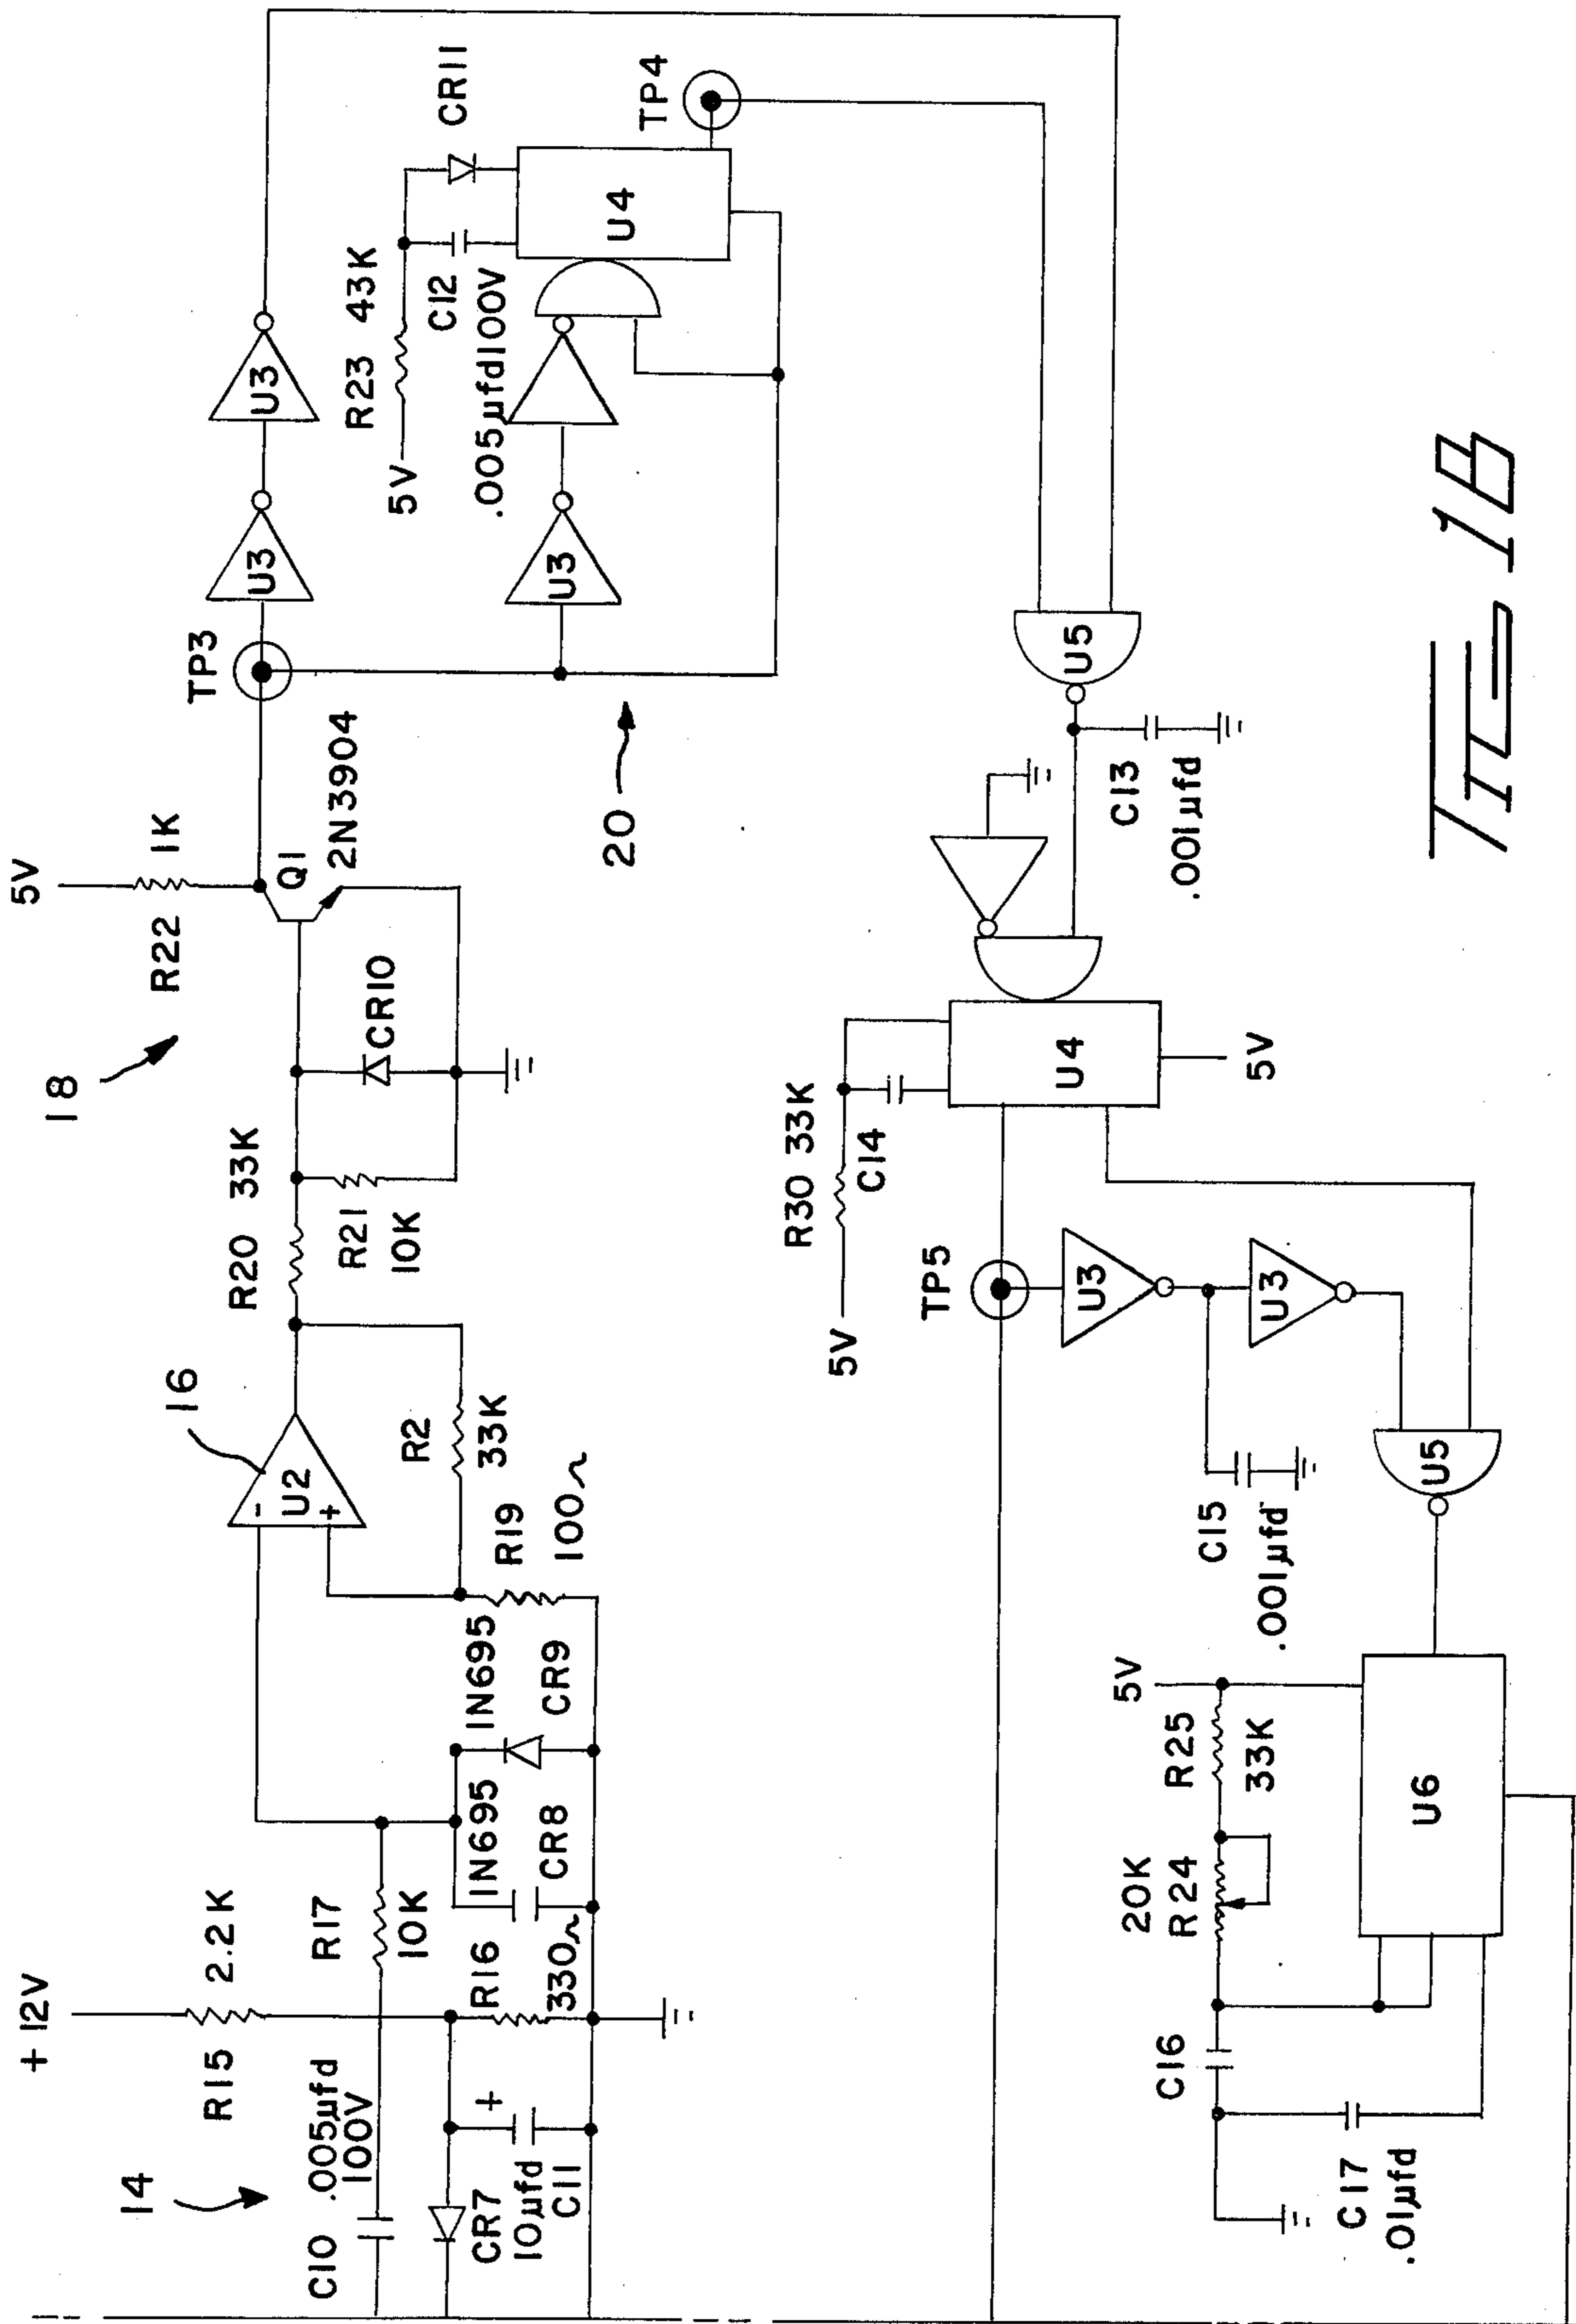 +12V
R15 2.2K
14
C10 .005µfd
100V
R17
10K
CR7
10µfd
C11
+
R16
330~
1N695
CR8
1N695
CR9
R19
100~
16
-
U2
+
R2
33K
R20 33K
R21
10K
18
CR10
5V
R22 1K
Q1
2N3904
TP3
20
U3
U3
U3
5V
R23 43K
C12
.005µfd100V
CR11
U4
TP4
U5
C13
.001µfd
U4
5V
5V
R30 33K
C14
TP5
U3
U3
C15
.001µfd
U5
5V
R25
33K
20K
R24
U6
C16
C17
.01µfd
FIG-1B